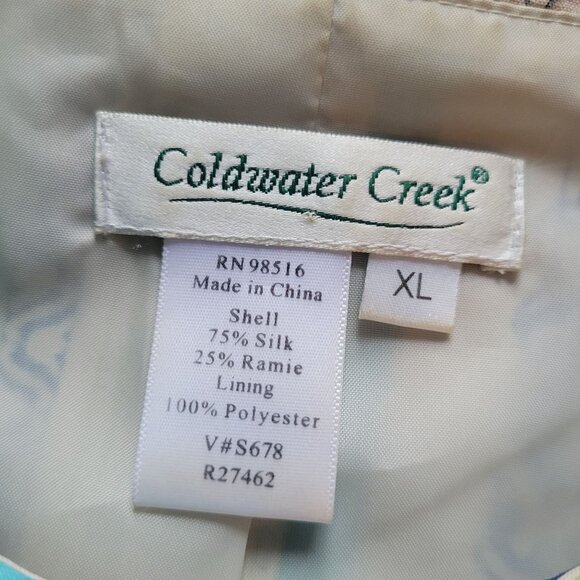 Coldwater Creek®
RN 98516
Made in China
Shell
75% Silk
25% Ramie
Lining
100% Polyester
V#S678
R27462
XL